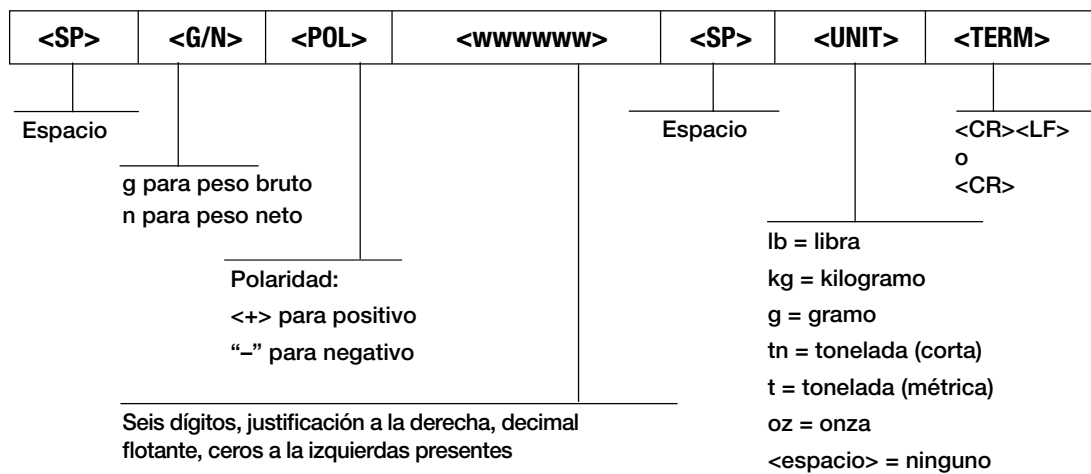 <SP> <G/N> <POL> <wwwwww> <SP> <UNIT> <TERM>
Espacio
g para peso bruto
n para peso neto
Polaridad:
<+> para positivo
“–” para negativo
Seis dígitos, justificación a la derecha, decimal
flotante, ceros a la izquierdas presentes
Espacio
lb = libra
kg = kilogramo
g = gramo
tn = tonelada (corta)
t = tonelada (métrica)
oz = onza
<espacio> = ninguno
<CR><LF>
o
<CR>